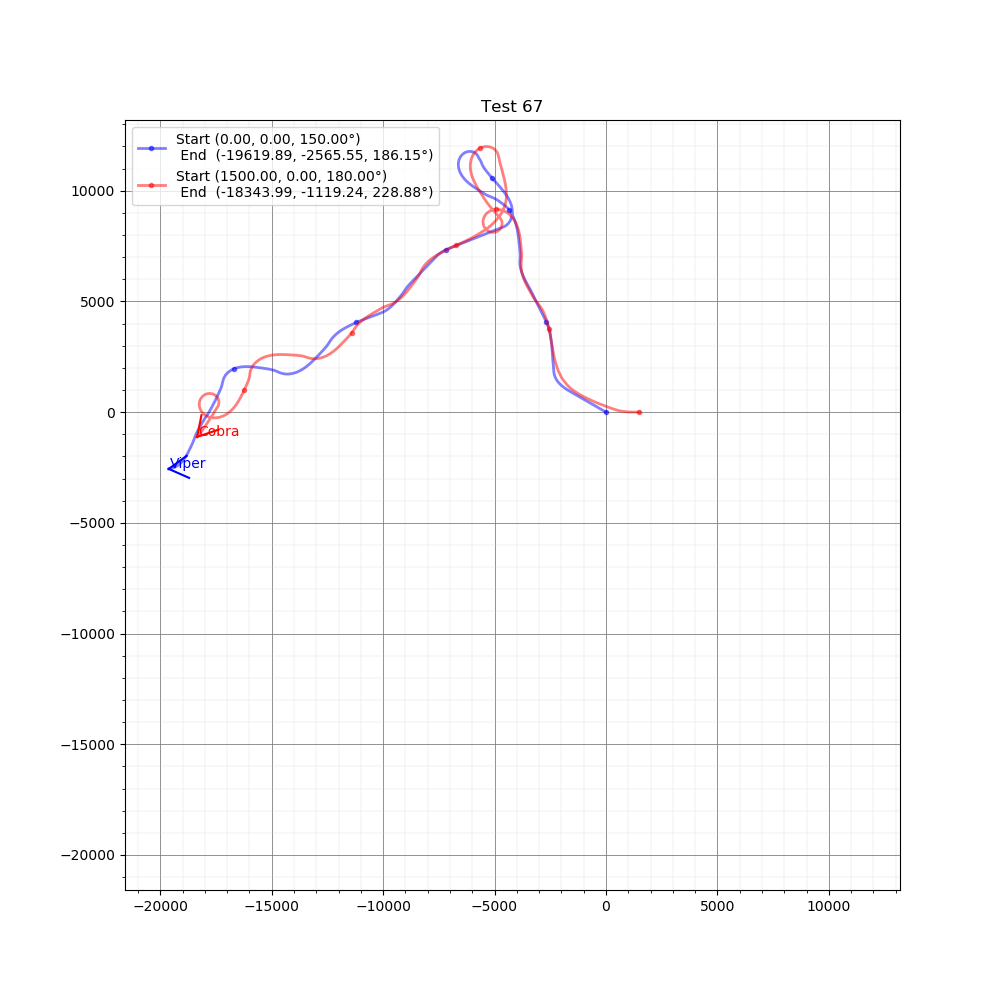 Test 67
Start (0.00, 0.00, 150.00°)
End  (-19619.89, -2565.55, 186.15°)
Start (1500.00, 0.00, 180.00°)
End  (-18343.99, -1119.24, 228.88°)
10000
5000
0
−5000
−10000
−15000
−20000
Cobra
Viper
−20000 −15000 −10000 −5000 0 5000 10000